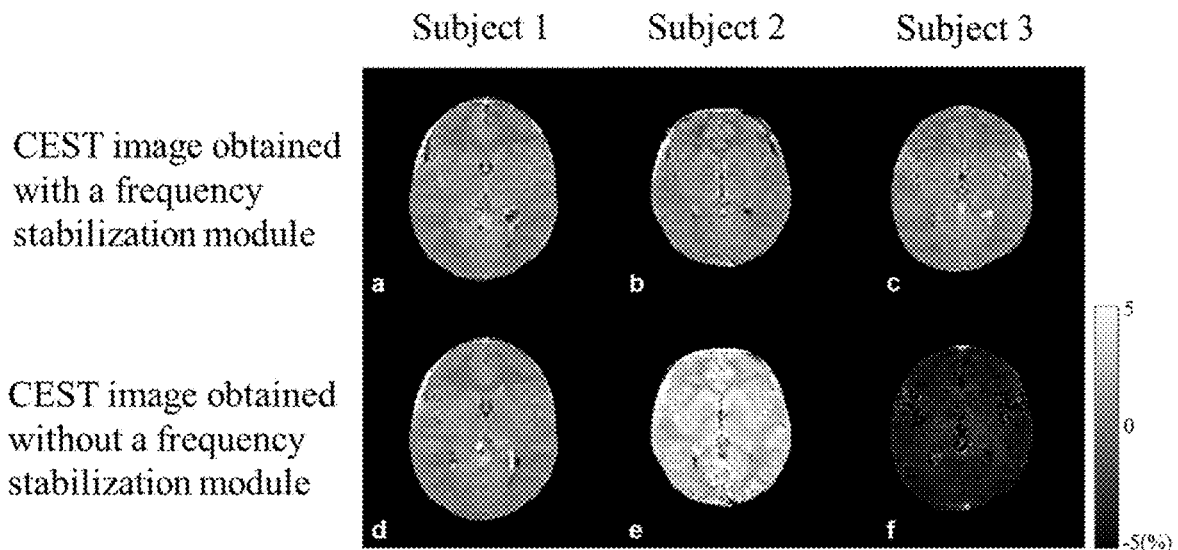 Subject 1 Subject 2 Subject 3
CEST image obtained
with a frequency
stabilization module
a b c
5
CEST image obtained
without a frequency
stabilization module
0
d e f
-5(%)